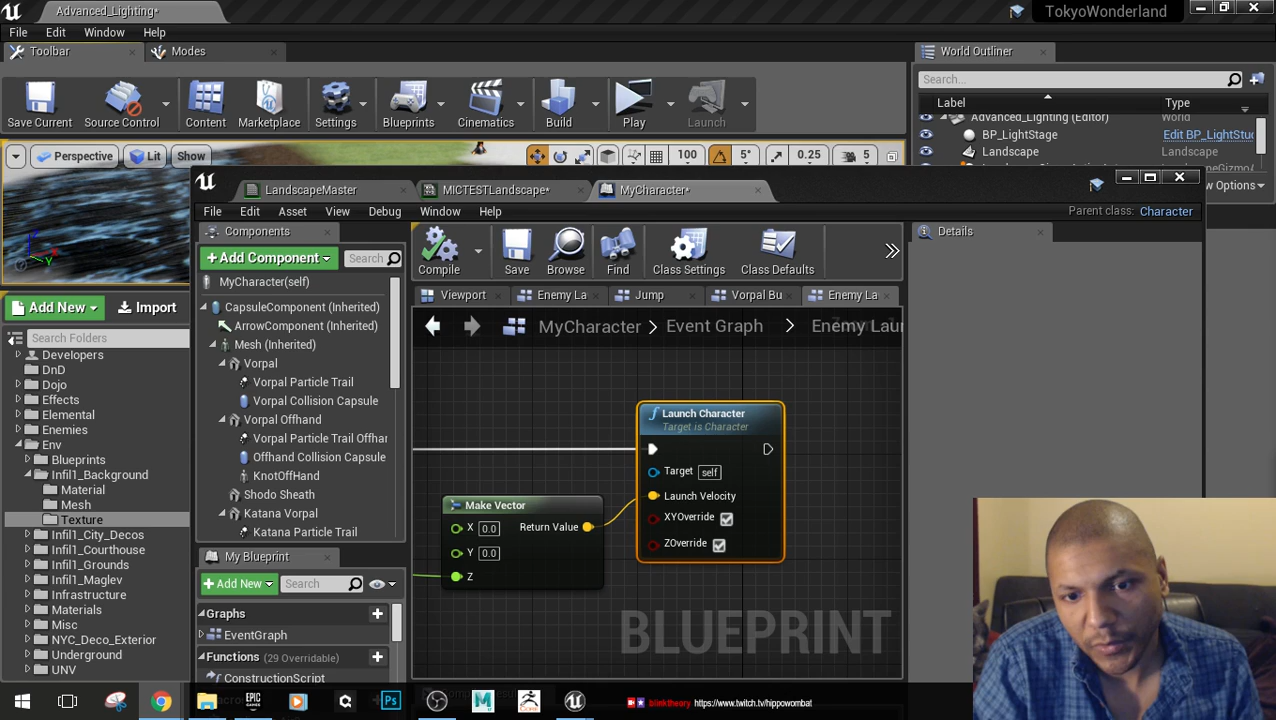 Advanced_Lighting*
TokyoWonderland
File Edit Window Help
Toolbar Modes
World Outliner
Search...
Save Current Source Control Content Marketplace Settings Blueprints Cinematics Build Play Launch
Label Type
Advanced_Lighting (Editor) World
BP_LightStage Edit BP_LightStu
Landscape Landscape
Perspective Lit Show 100 5° 0.25 5
LandscapeMaster MICTESTLandscape* MyCharacter*
File Edit Asset View Debug Window Help
Parent class: Character
Components
Details
Add Component Search
Compile Save Browse Find Class Settings Class Defaults
MyCharacter(self)
CapsuleComponent (Inherited)
ArrowComponent (Inherited)
Mesh (Inherited)
Vorpal
Vorpal Particle Trail
Vorpal Collision Capsule
Vorpal Offhand
Vorpal Particle Trail Offhar
Offhand Collision Capsule
KnotOffHand
Shodo Sheath
Katana Vorpal
Katana Particle Trail
Viewport Enemy La Jump Vorpal Bu Enemy La
MyCharacter > Event Graph > Enemy Laun
Launch Character
Target is Character
Target self
Launch Velocity
XYOverride
ZOverride
Make Vector
X 0.0 Return Value
Y 0.0
Z
BLUEPRINT
My Blueprint
Add New Search
Graphs
EventGraph
Functions (29 Overridable)
ConstructionScript
Add New Import
Search Folders
Developers
DnD
Dojo
Effects
Elemental
Enemies
Env
Blueprints
Infil1_Background
Material
Mesh
Texture
Infil1_City_Decos
Infil1_Courthouse
Infil1_Grounds
Infil1_Maglev
Infrastructure
Materials
Misc
NYC_Deco_Exterior
Underground
UNV
EPIC
GAMES
Ps
M
blinktheory https://www.twitch.tv/hippowombat